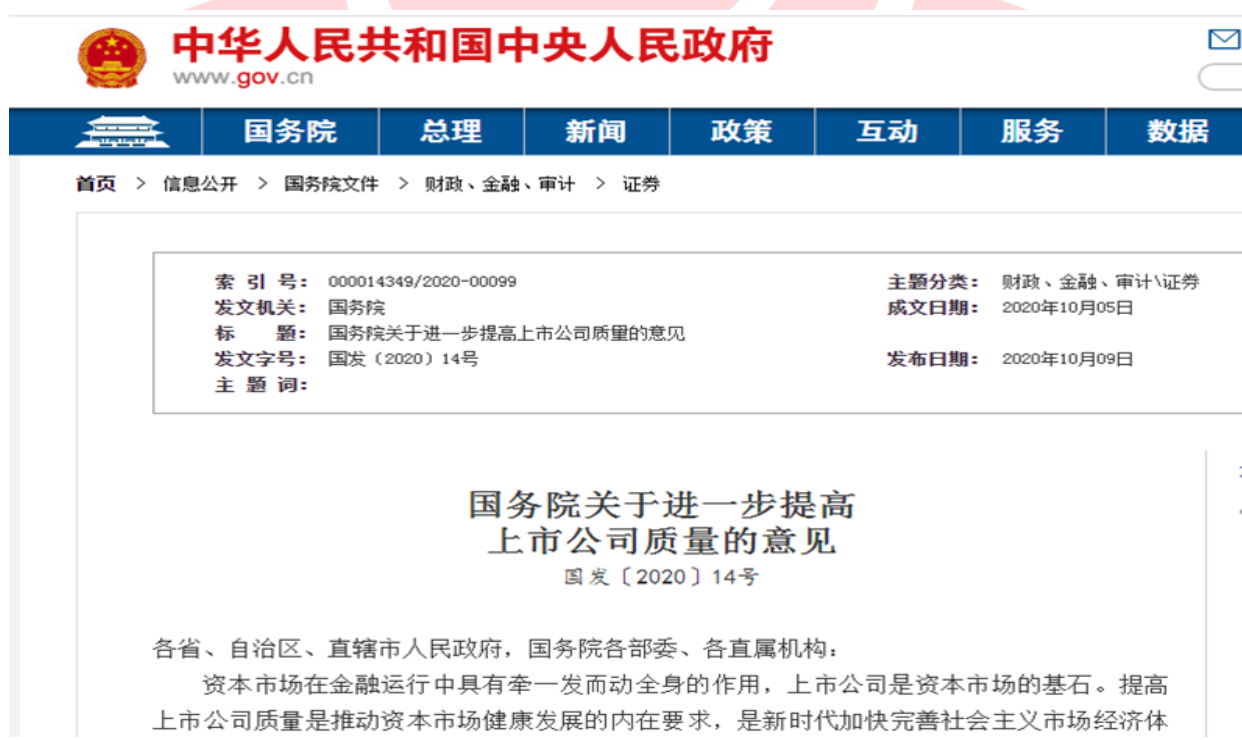 中华人民共和国中央人民政府
www.gov.cn
国务院 总理 新闻 政策 互动 服务 数据
首页 > 信息公开 > 国务院文件 > 财政、金融、审计 > 证券
索 引 号： 000014349/2020-00099 主题分类： 财政、金融、审计\证券
发文机关： 国务院 成文日期： 2020年10月05日
标 题： 国务院关于进一步提高上市公司质量的意见
发文字号： 国发（2020）14号 发布日期： 2020年10月09日
主 题 词：
国务院关于进一步提高
上市公司质量的意见
国发〔2020〕14号
各省、自治区、直辖市人民政府，国务院各部委、各直属机构：
资本市场在金融运行中具有牵一发而动全身的作用，上市公司是资本市场的基石。提高
上市公司质量是推动资本市场健康发展的内在要求，是新时代加快完善社会主义市场经济体